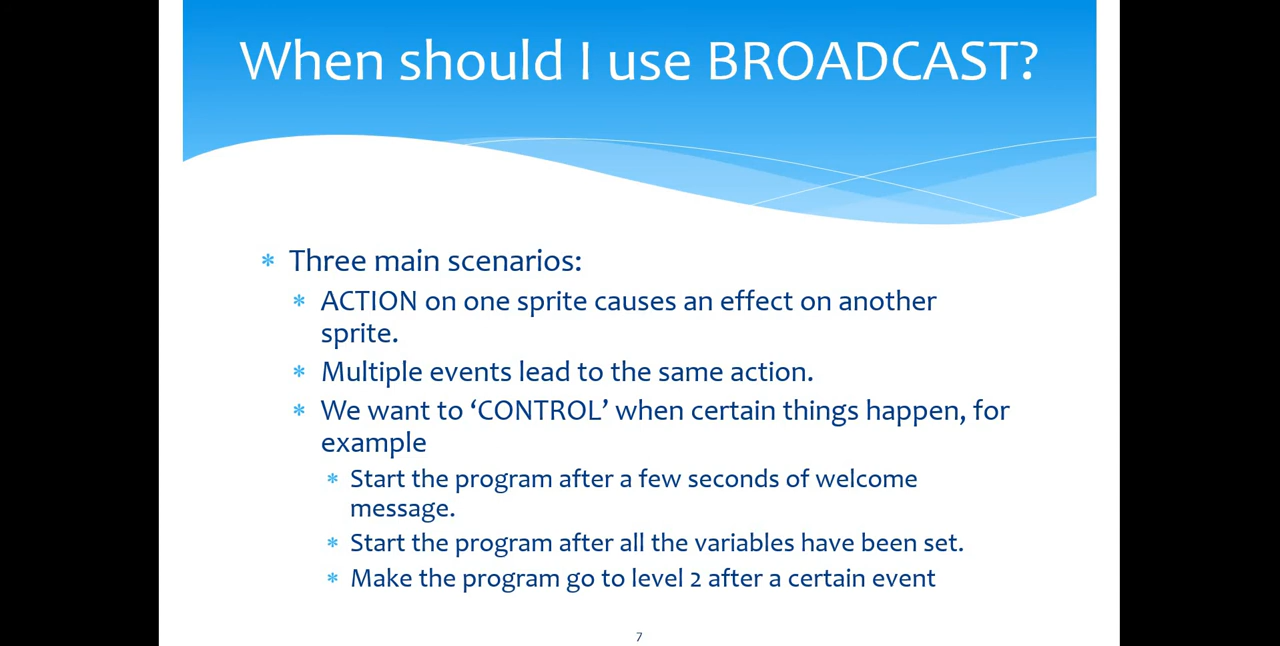 When should I use BROADCAST?
* Three main scenarios:
* ACTION on one sprite causes an effect on another
sprite.
* Multiple events lead to the same action.
* We want to ‘CONTROL’ when certain things happen, for
example
* Start the program after a few seconds of welcome
message.
* Start the program after all the variables have been set.
* Make the program go to level 2 after a certain event
7